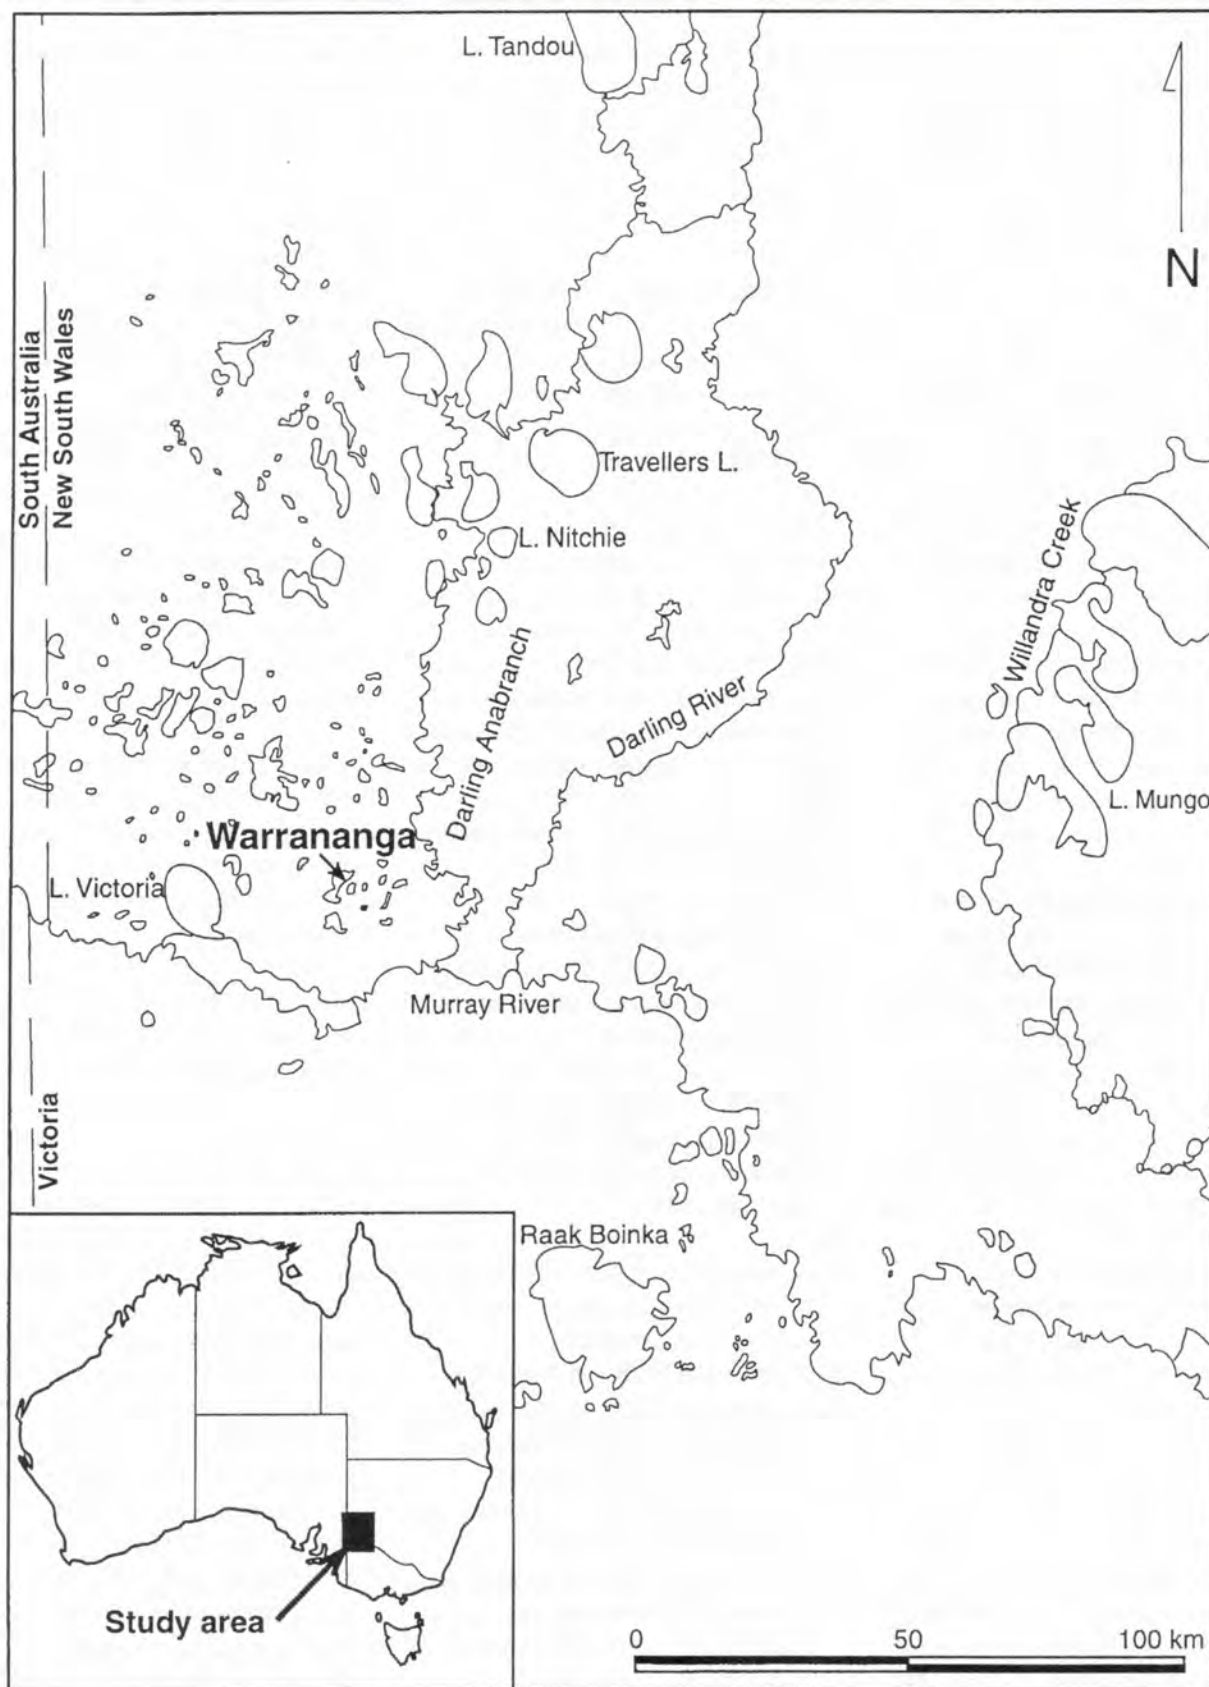 L. Tandou
N
South Australia
New South Wales
Travellers L.
L. Nitchie
Willandra Creek
Darling Anabranch
Darling River
L. Mungo
Warrananga
L. Victoria
Murray River
Victoria
Raak Boinka
Study area
0 50 100 km